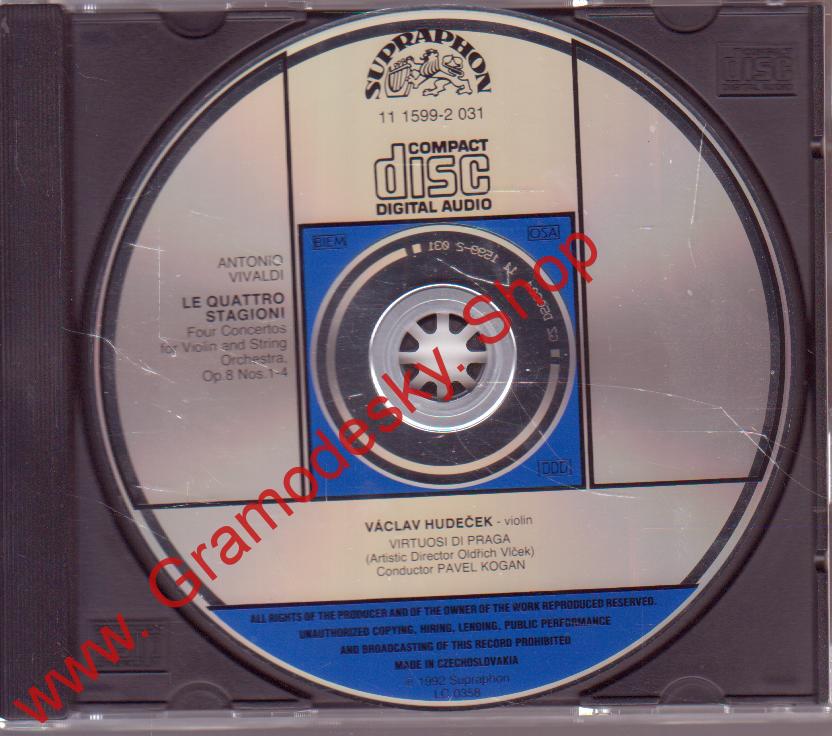 SUPRAPHON
11 1599-2 031
COMPACT
disc
DIGITAL AUDIO
COMPACT
disc
DIGITAL AUDIO
BIEM
OSA
ANTONIO
VIVALDI
LE QUATTRO
STAGIONI
Four Concertos
for Violin and String
Orchestra,
Op.8 Nos.1-4
DDD
VÁCLAV HUDEČEK - violin
VIRTUOSI DI PRAGA
(Artistic Director Oldřich Vlček)
Conductor PAVEL KOGAN
ALL RIGHTS OF THE PRODUCER AND OF THE OWNER OF THE WORK REPRODUCED RESERVED.
UNAUTHORIZED COPYING, HIRING, LENDING, PUBLIC PERFORMANCE
AND BROADCASTING OF THIS RECORD PROHIBITED
MADE IN CZECHOSLOVAKIA
℗ 1992 Supraphon
LC 0358
www. Gramodesky. Shop